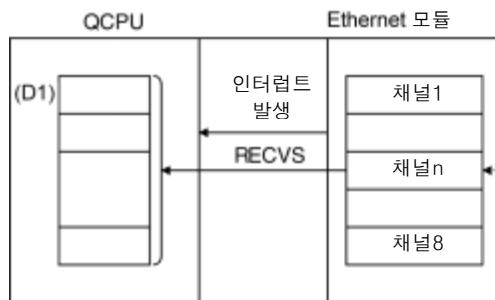 QCPU
Ethernet 모듈
(D1)
인터럽트
발생
RECVS
채널1
채널n
채널8